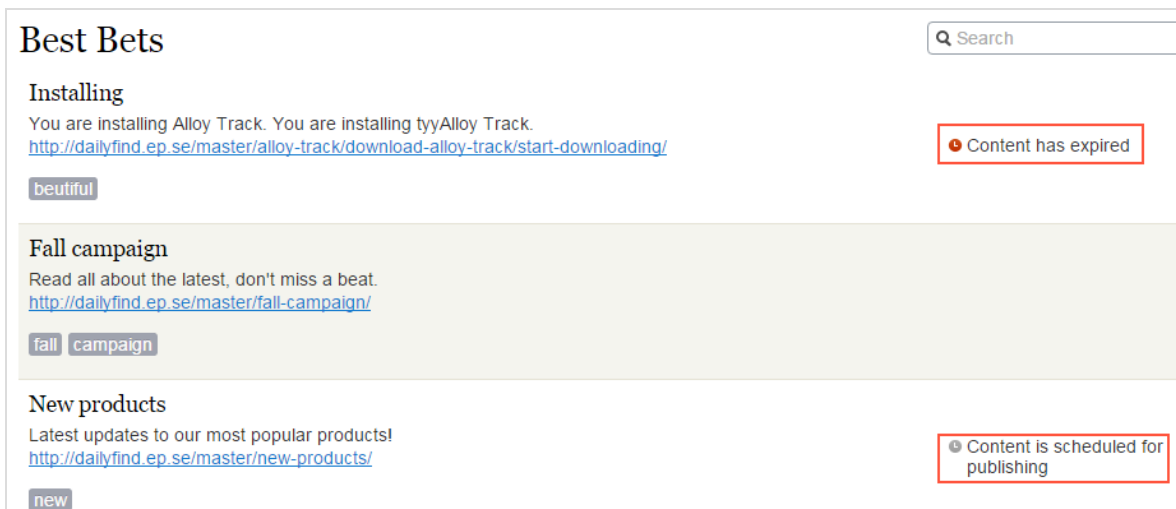 Best Bets
Search
Installing
You are installing Alloy Track. You are installing tyyAlloy Track.
http://dailyfind.ep.se/master/alloy-track/download-alloy-track/start-downloading/
Content has expired
beutiful
Fall campaign
Read all about the latest, don't miss a beat.
http://dailyfind.ep.se/master/fall-campaign/
fall campaign
New products
Latest updates to our most popular products!
http://dailyfind.ep.se/master/new-products/
Content is scheduled for
publishing
new